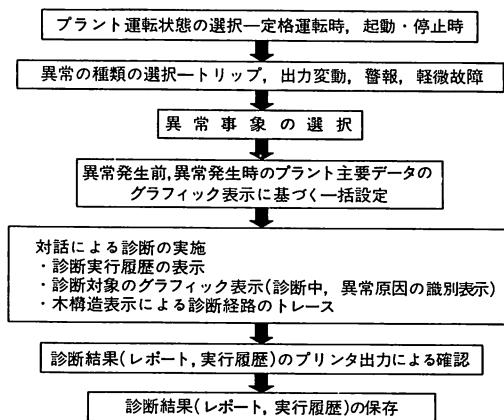 プラント運転状態の選択—定格運転時，起動・停止時
異常の種類の選択—トリップ，出力変動，警報，軽微故障
異常事象の選択
異常発生前，異常発生時のプラント主要データの
グラフィック表示に基づく一括設定
対話による診断の実施
・診断実行履歴の表示
・診断対象のグラフィック表示(診断中，異常原因の識別表示)
・木構造表示による診断経路のトレース
診断結果(レポート，実行履歴)のプリンタ出力による確認
診断結果(レポート，実行履歴)の保存